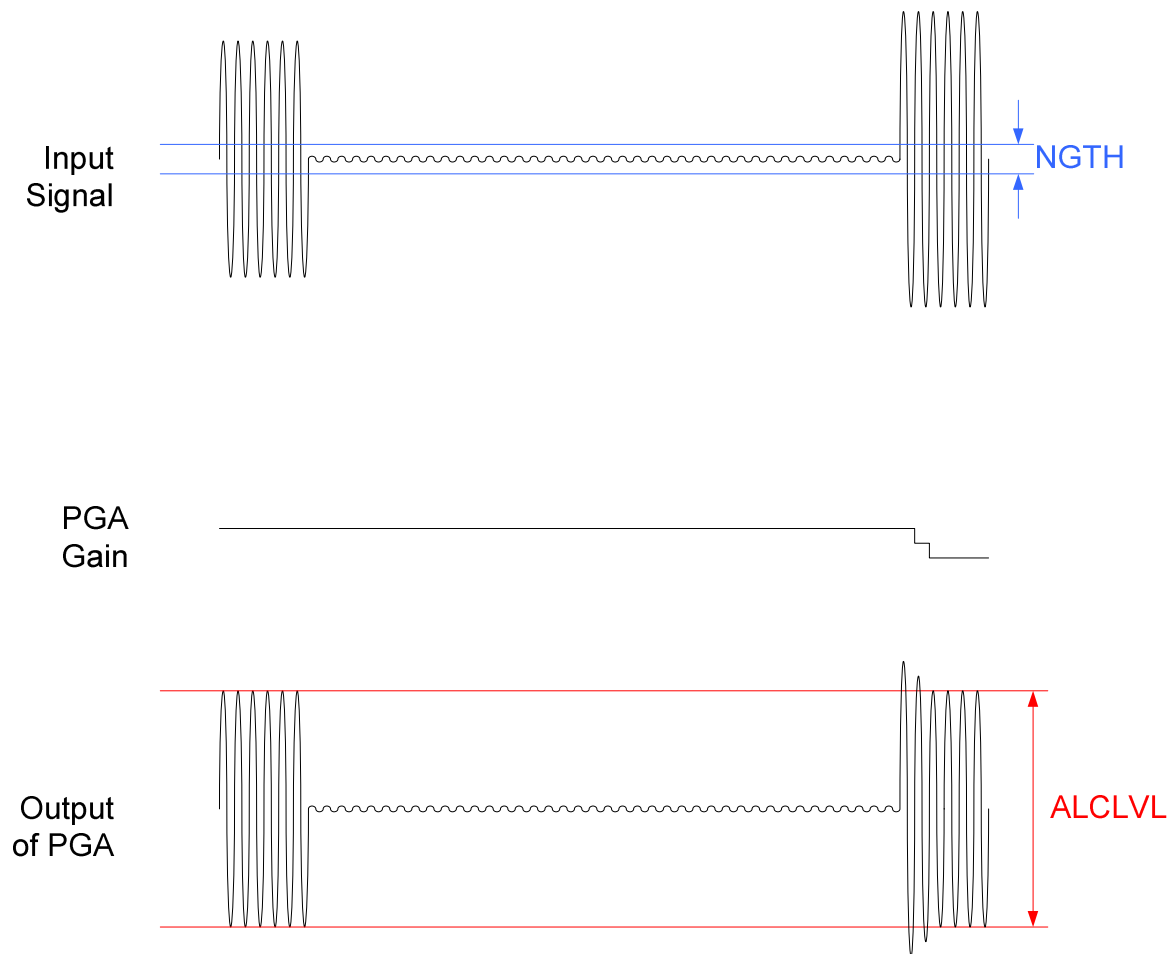 Input
Signal
NGTH
PGA
Gain
Output
of PGA
ALCLVL